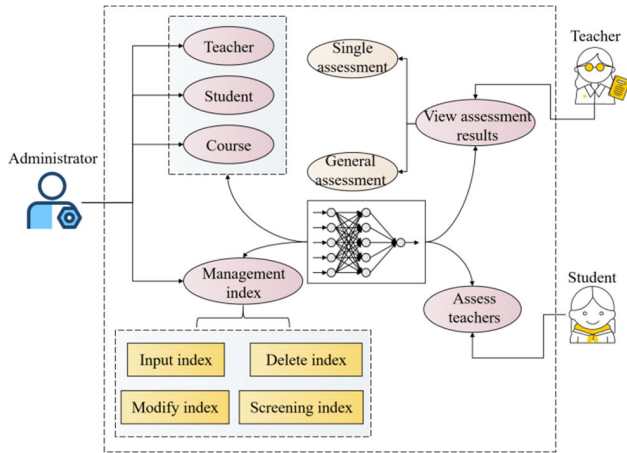 Teacher
Single
assessment
Teacher
Student
View assessment
results
Course
General
assessment
Administrator
Management
index
Student
Assess
teachers
Input index
Delete index
Modify index
Screening index